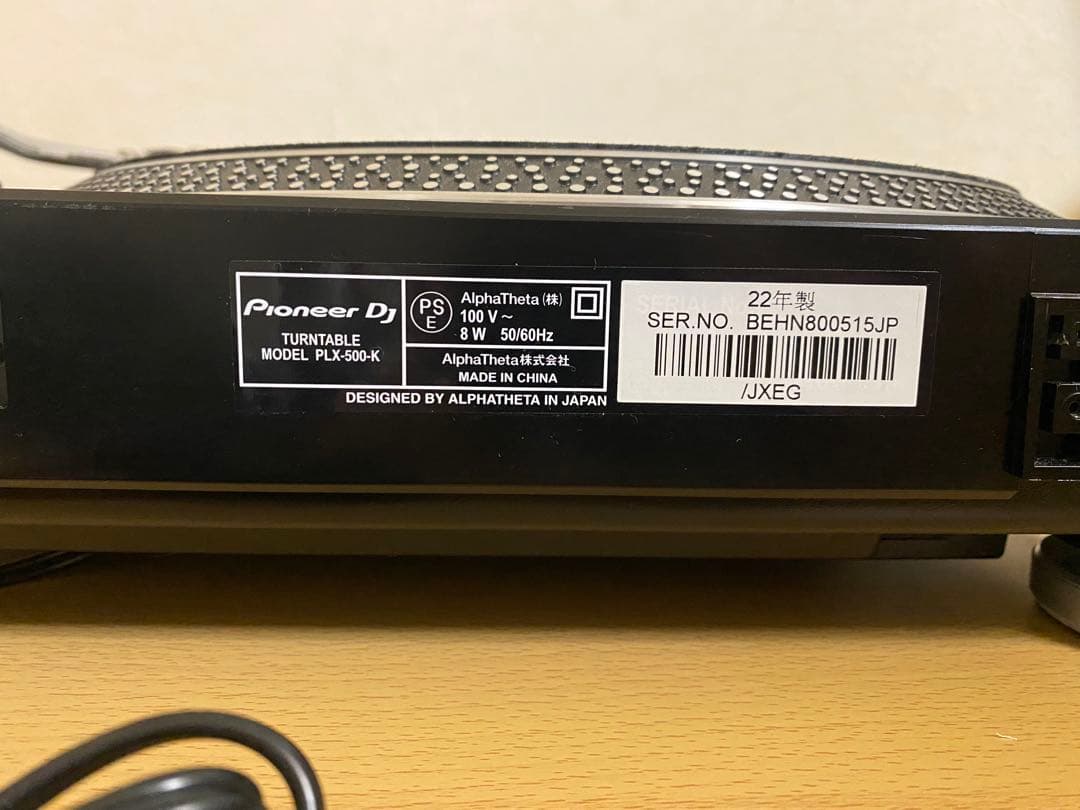 Pioneer Dj
TURNTABLE
MODEL PLX-500-K
PS
E
AlphaTheta (株)
100 V~
8 W 50/60Hz
AlphaTheta株式会社
MADE IN CHINA
DESIGNED BY ALPHATHETA IN JAPAN
SERIAL NO.
22年製
SER.NO. BEHN800515JP
/JXEG